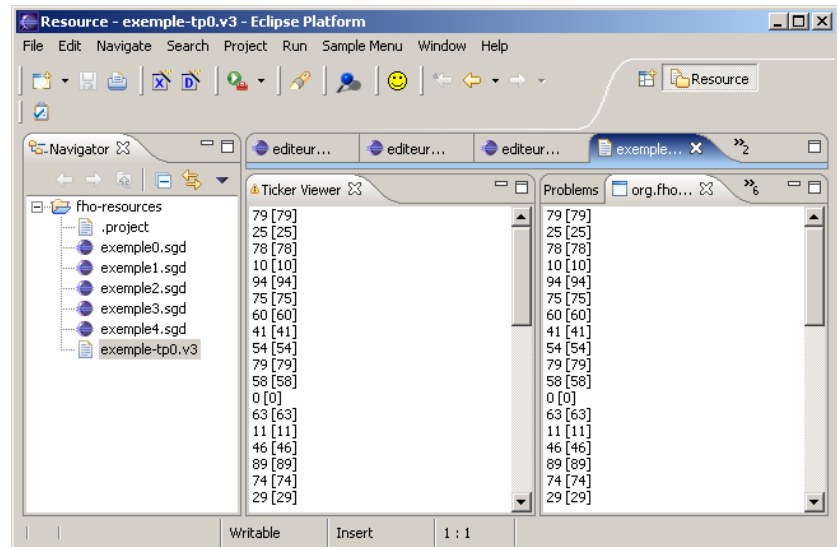 Resource - exemple-tp0.v3 - Eclipse Platform
File Edit Navigate Search Project Run Sample Menu Window Help
Resource
Navigator
editeur... editeur... editeur... exemple... »2
Ticker Viewer
Problems org.fho... »6
fho-resources
.project
exemple0.sgd
exemple1.sgd
exemple2.sgd
exemple3.sgd
exemple4.sgd
exemple-tp0.v3
79 [79]
25 [25]
78 [78]
10 [10]
94 [94]
75 [75]
60 [60]
41 [41]
54 [54]
79 [79]
58 [58]
0 [0]
63 [63]
11 [11]
46 [46]
89 [89]
74 [74]
29 [29]
79 [79]
25 [25]
78 [78]
10 [10]
94 [94]
75 [75]
60 [60]
41 [41]
54 [54]
79 [79]
58 [58]
0 [0]
63 [63]
11 [11]
46 [46]
89 [89]
74 [74]
29 [29]
Writable Insert 1 : 1